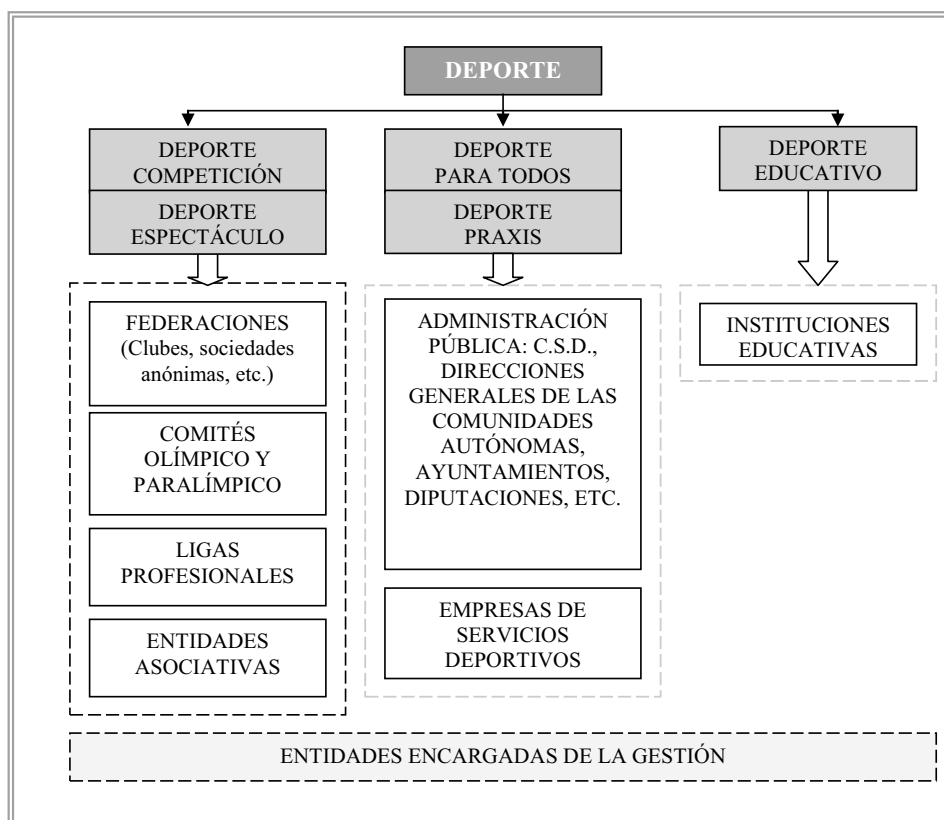 DEPORTE
DEPORTE
COMPETICIÓN
DEPORTE
ESPECTÁCULO
DEPORTE
PARA TODOS
DEPORTE
PRAXIS
DEPORTE
EDUCATIVO
FEDERACIONES
(Clubes, sociedades
anónimas, etc.)
COMITÉS
OLÍMPICO Y
PARALÍMPICO
LIGAS
PROFESIONALES
ENTIDADES
ASOCIATIVAS
ADMINISTRACIÓN
PÚBLICA: C.S.D.,
DIRECCIONES
GENERALES DE LAS
COMUNIDADES
AUTÓNOMAS,
AYUNTAMIENTOS,
DIPUTACIONES, ETC.
EMPRESAS DE
SERVICIOS
DEPORTIVOS
INSTITUCIONES
EDUCATIVAS
ENTIDADES ENCARGADAS DE LA GESTIÓN